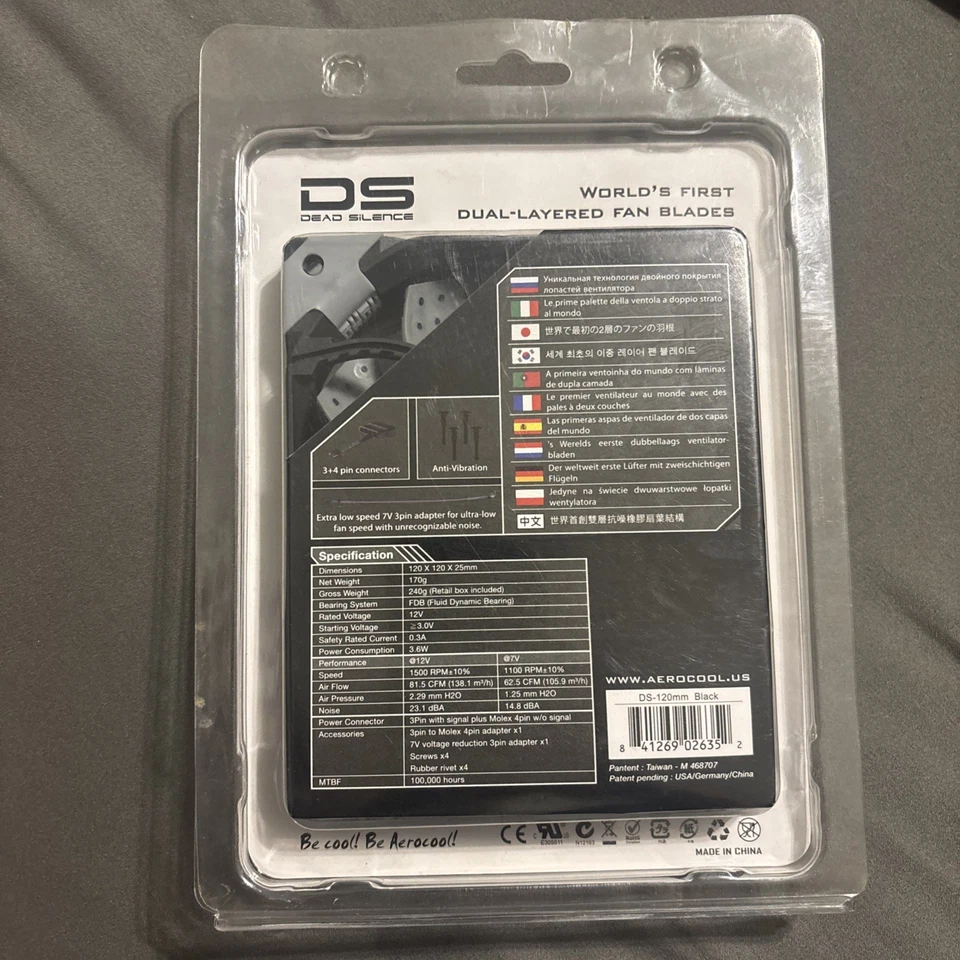 DS
DEAD SILENCE
WORLD'S FIRST
DUAL-LAYERED FAN BLADES
Уникальная технология двойного покрытия
лопастей вентилятора
Le prime palette della ventola a doppio strato
al mondo
世界で最初の2層のファンの羽根
세계 최초의 이중 레이어 팬 블레이드
A primeira ventoinha do mundo com lâminas
de dupla camada
Le premier ventilateur au monde avec des
pales à deux couches
Las primeras aspas de ventilador de dos capas
del mundo
's Werelds eerste dubbellaags ventilator-
bladen
Der weltweit erste Lüfter mit zweischichtigen
Flügeln
Jedyne na świecie dwuwarstwowe łopatki
wentylatora
中文 世界首創雙層抗噪橡膠扇葉結構
3+4 pin connectors
Anti-Vibration
Extra low speed 7V 3pin adapter for ultra-low
fan speed with unrecognizable noise.
Specification
Dimensions 120 X 120 X 25mm
Net Weight 170g
Gross Weight 240g (Retail box included)
Bearing System FDB (Fluid Dynamic Bearing)
Rated Voltage 12V
Starting Voltage ≧3.0V
Safety Rated Current 0.3A
Power Consumption 3.6W
Performance @12V @7V
Speed 1500 RPM±10% 1100 RPM±10%
Air Flow 81.5 CFM (138.1 m³/h) 62.5 CFM (105.9 m³/h)
Air Pressure 2.29 mm H2O 1.25 mm H2O
Noise 23.1 dBA 14.8 dBA
Power Connector 3Pin with signal plus Molex 4pin w/o signal
Accessories 3pin to Molex 4pin adapter x1
7V voltage reduction 3pin adapter x1
Screws x4
Rubber rivet x4
MTBF 100,000 hours
WWW.AEROCOOL.US
DS-120mm Black
8 41269 02635 2
Pantent : Taiwan - M 468707
Patent pending : USA/Germany/China
Be cool! Be Aerocool!
CE
MADE IN CHINA